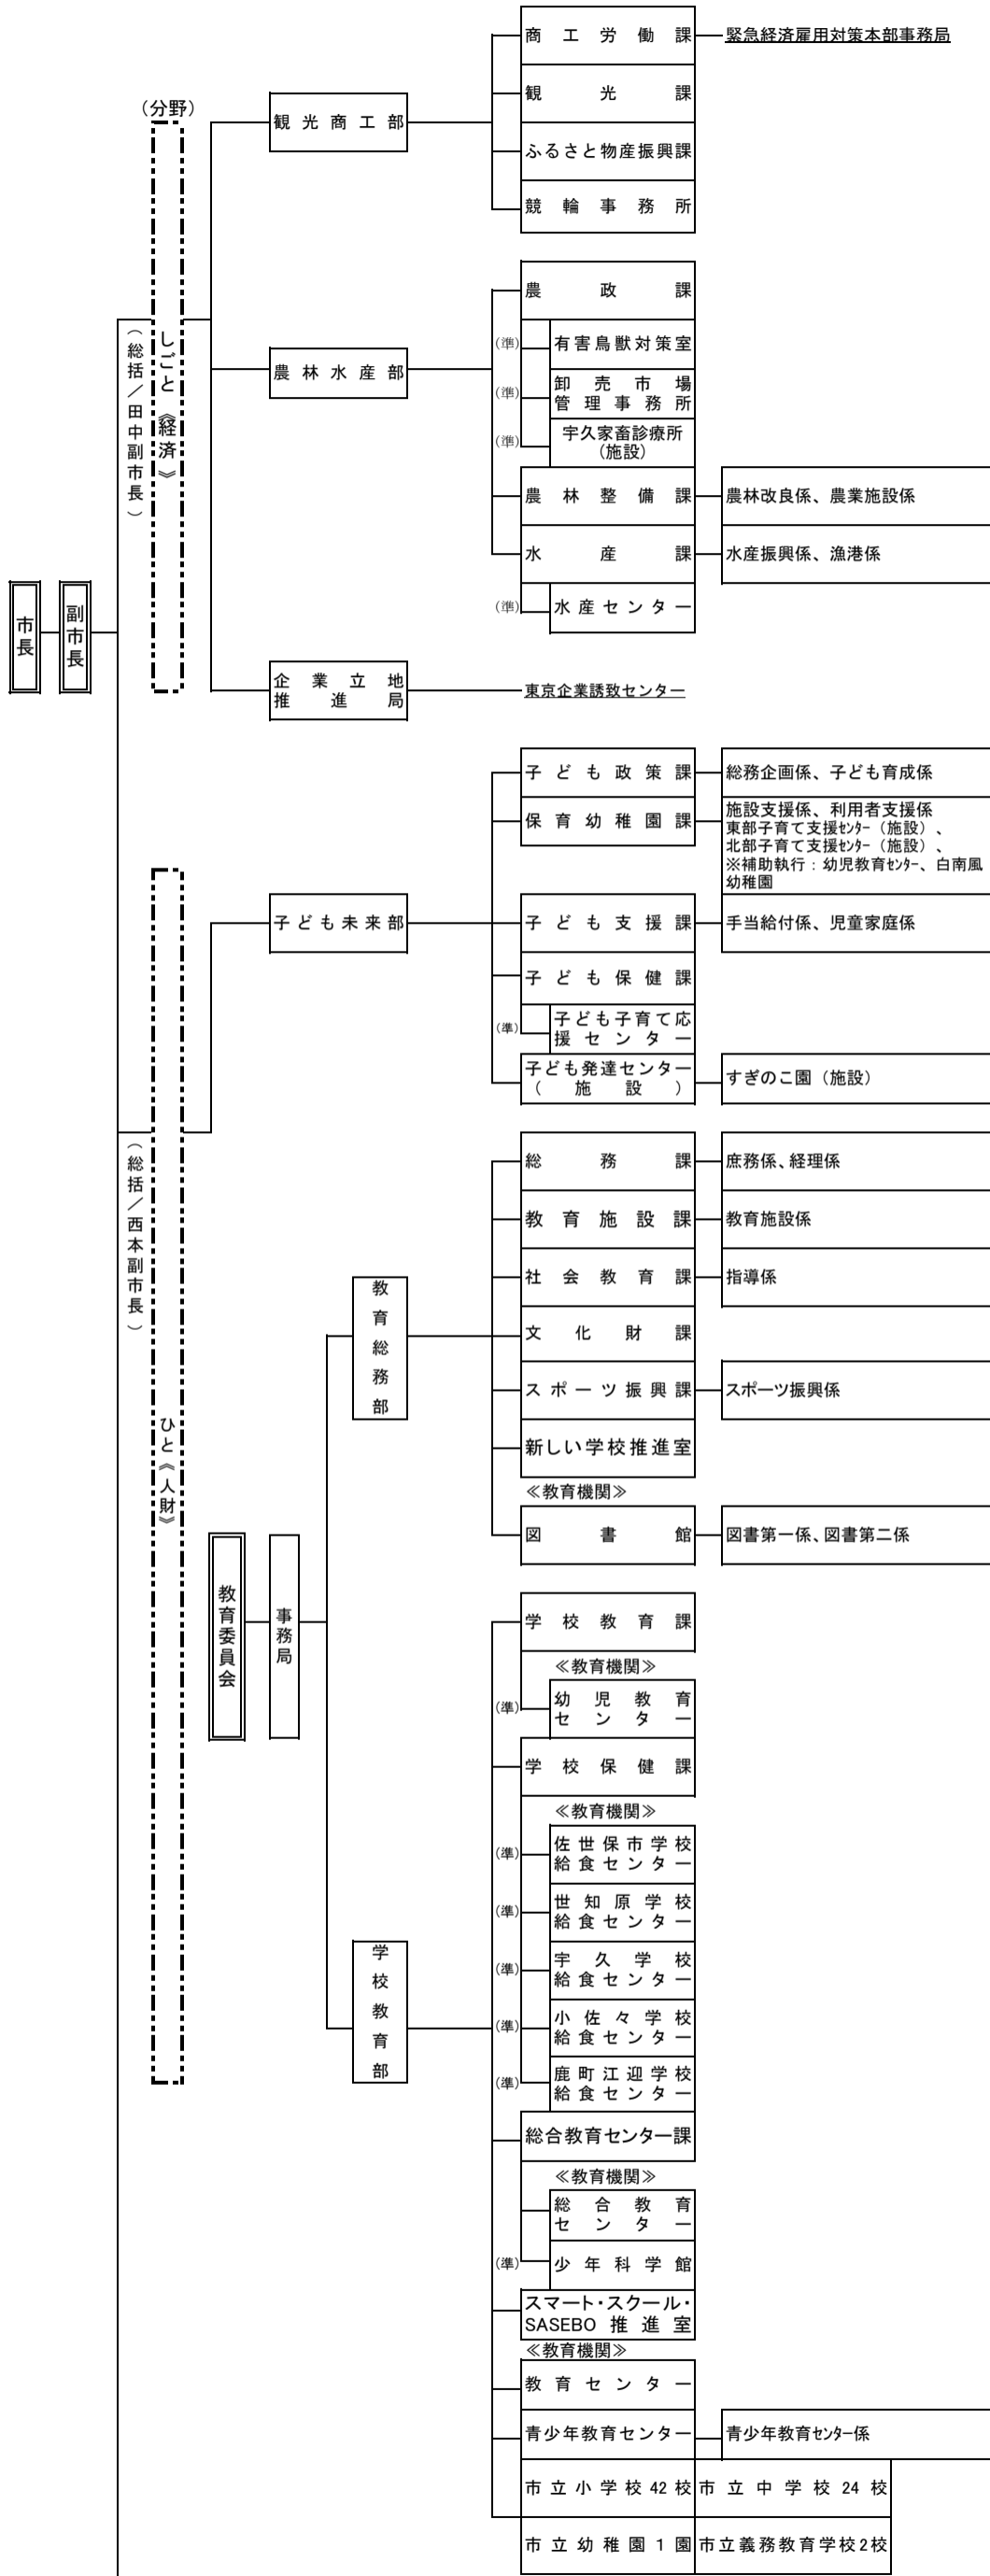 商工労働課
緊急経済雇用対策本部事務局
観光課
（分野）
観光商工部
ふるさと物産振興課
競輪事務所
農政課
（総括／田中副市長）
しごと《経済》
(準)
有害鳥獣対策室
農林水産部
(準)
卸売市場
管理事務所
(準)
宇久家畜診療所
(施設)
農林整備課
農林改良係、農業施設係
水産課
水産振興係、漁港係
(準)
水産センター
市長
副市長
企業立地
推進局
東京企業誘致センター
子ども政策課
総務企画係、子ども育成係
保育幼稚園課
施設支援係、利用者支援係
東部子育て支援ｾﾝﾀｰ（施設）、
北部子育て支援ｾﾝﾀｰ（施設）、
※補助執行：幼児教育ｾﾝﾀｰ、白南風
幼稚園
子ども未来部
子ども支援課
手当給付係、児童家庭係
子ども保健課
(準)
子ども子育て応
援センター
子ども発達センター
（施設）
すぎのこ園（施設）
（総括／西本副市長）
ひと《人財》
総務課
庶務係、経理係
教育施設課
教育施設係
社会教育課
指導係
教育総務部
文化財課
スポーツ振興課
スポーツ振興係
新しい学校推進室
≪教育機関≫
図書館
図書第一係、図書第二係
教育委員会
事務局
学校教育課
≪教育機関≫
(準)
幼児教育
センター
学校保健課
≪教育機関≫
(準)
佐世保市学校
給食センター
(準)
世知原学校
給食センター
(準)
宇久学校
給食センター
学校教育部
(準)
小佐々学校
給食センター
(準)
鹿町江迎学校
給食センター
総合教育センター課
≪教育機関≫
総合教育
センター
(準)
少年科学館
スマート・スクール・
SASEBO 推進室
≪教育機関≫
教育センター
青少年教育センター
青少年教育ｾﾝﾀｰ係
市立小学校 42 校
市立中学校 24 校
市立幼稚園 1 園
市立義務教育学校2校